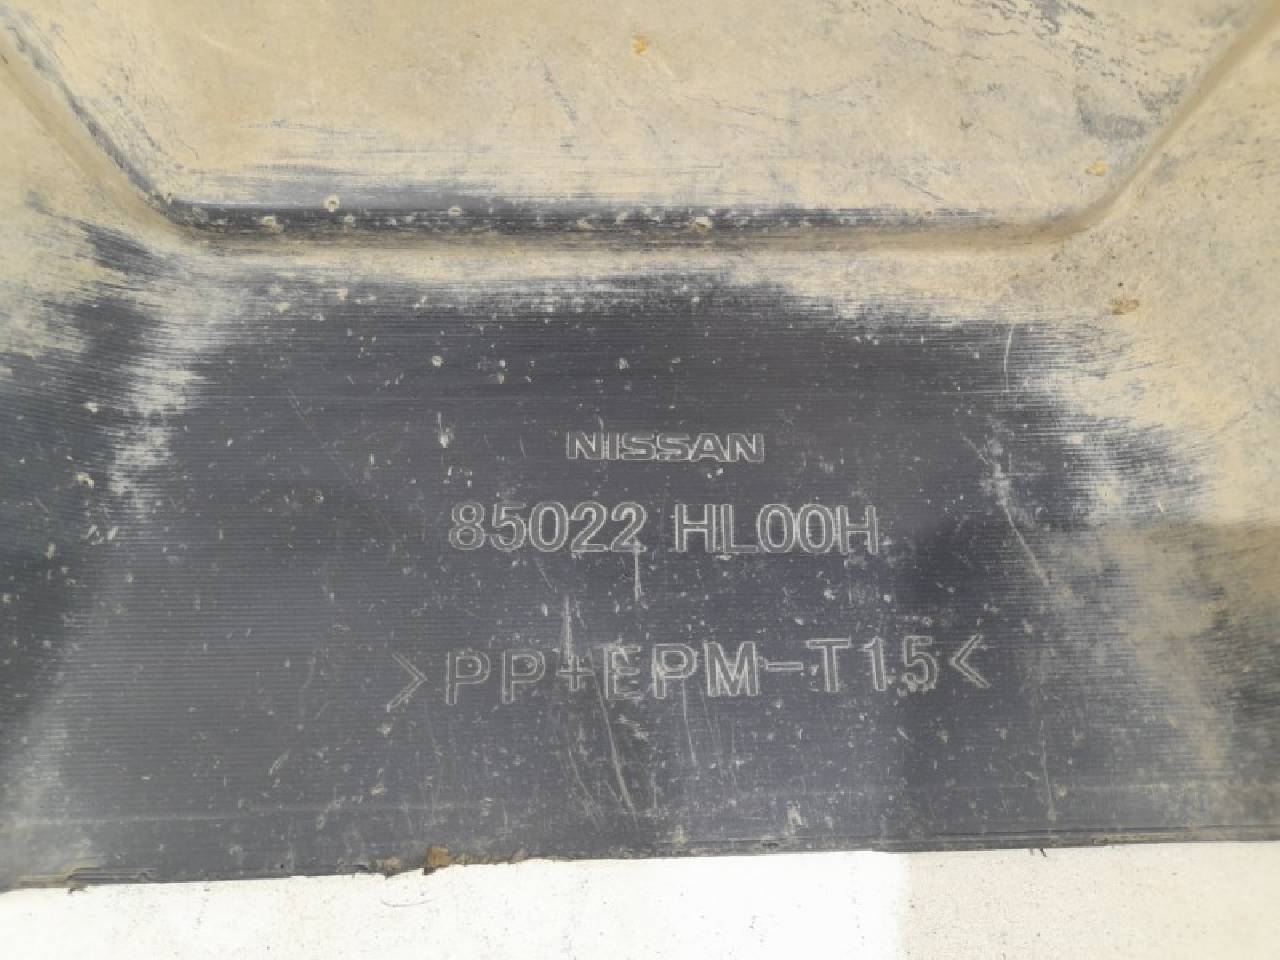 NISSAN
85022 HL00H
>PP+EPM-T15<